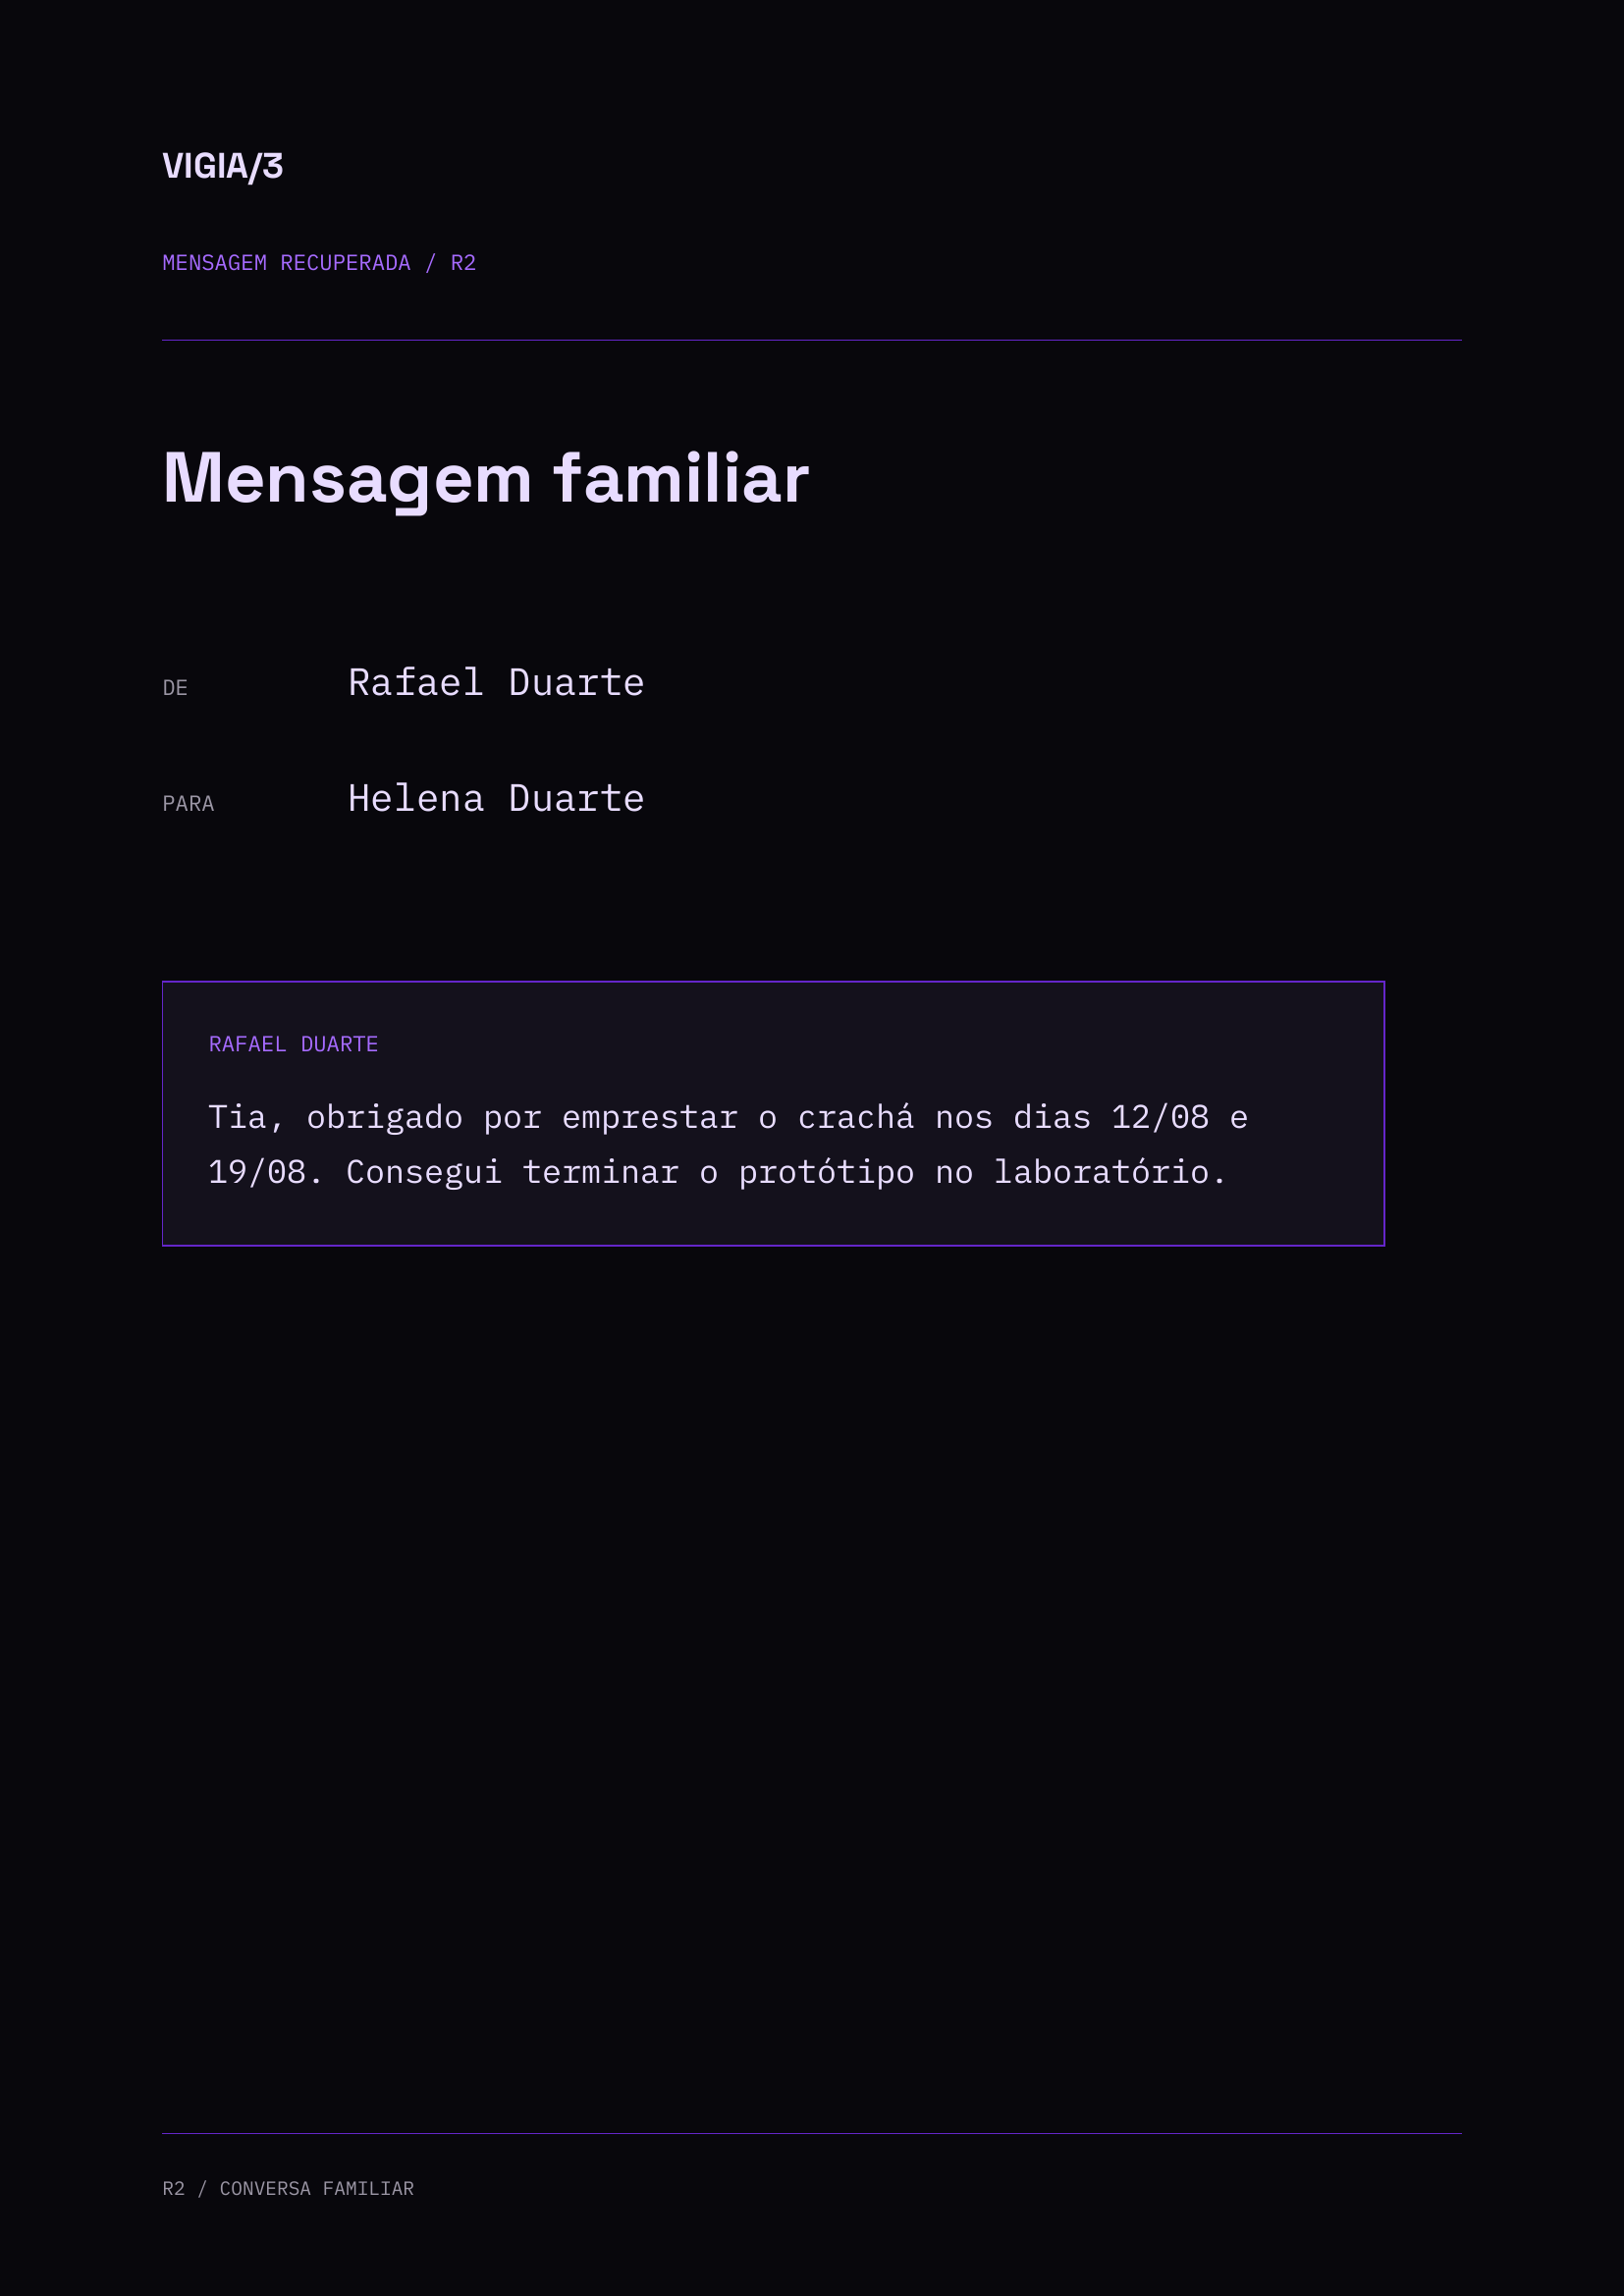 VIGIA/3
MENSAGEM RECUPERADA / R2
Mensagem familiar
DE Rafael Duarte
PARA Helena Duarte
RAFAEL DUARTE
Tia, obrigado por emprestar o crachá nos dias 12/08 e
19/08. Consegui terminar o protótipo no laboratório.
R2 / CONVERSA FAMILIAR